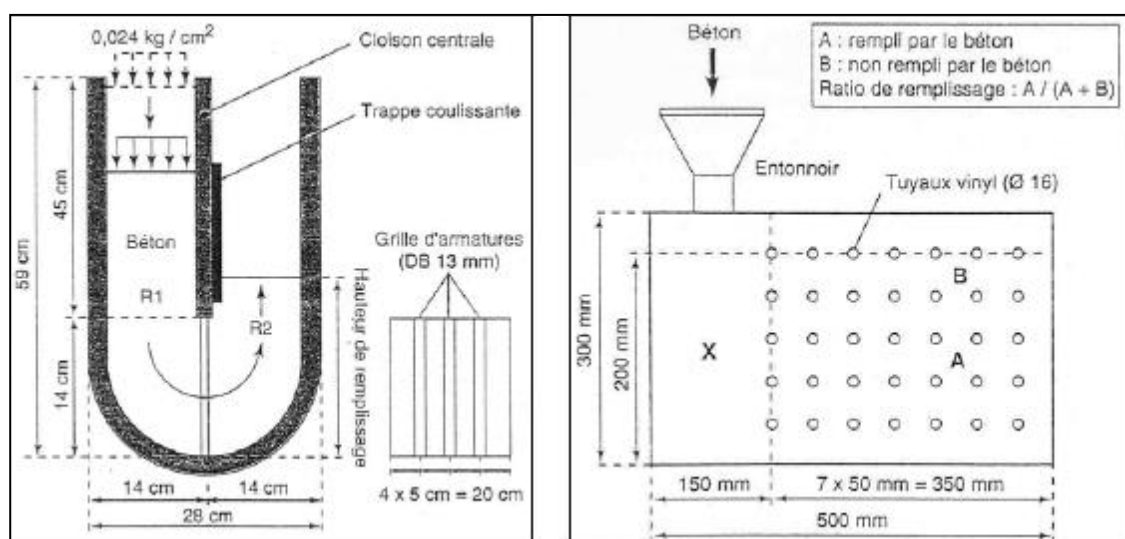 0,024 kg / cm²
Cloison centrale
Trappe coulissante
45 cm
59 cm
Béton
R1
R2
14 cm
Hauteur de remplissage
Grille d'armatures
(DB 13 mm)
14 cm
14 cm
28 cm
4 x 5 cm = 20 cm
Béton
A : rempli par le béton
B : non rempli par le béton
Ratio de remplissage : A / (A + B)
Entonnoir
Tuyaux vinyl (Ø 16)
300 mm
200 mm
X
B
A
150 mm
7 x 50 mm = 350 mm
500 mm